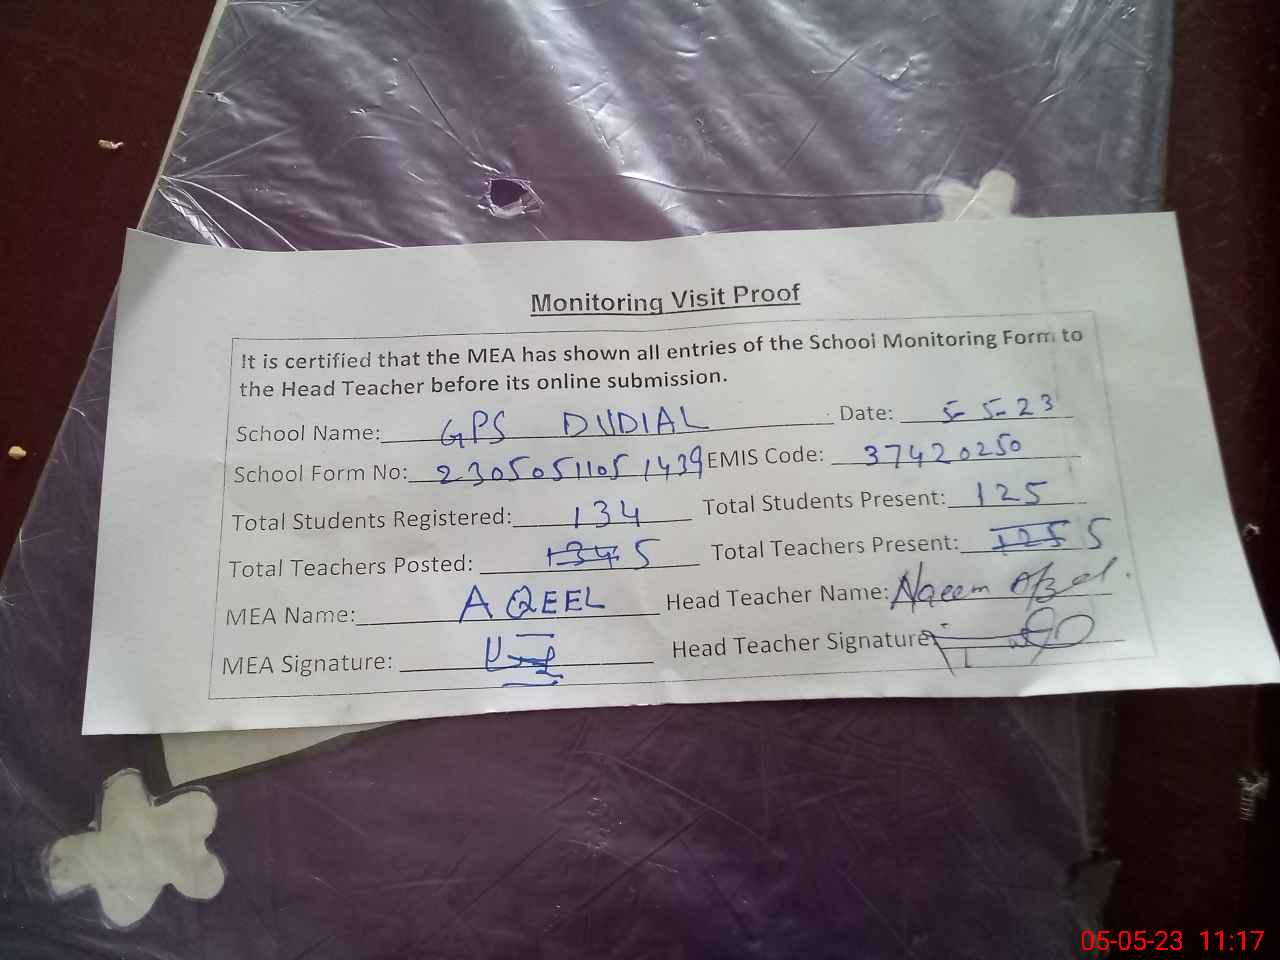 Monitoring Visit Proof
It is certified that the MEA has shown all entries of the School Monitoring Form to
the Head Teacher before its online submission.
School Name: GPS DUDIAL Date: 5-5-23
School Form No: 23050511051439 EMIS Code: 37420250
Total Students Registered: 134 Total Students Present: 125
Total Teachers Posted: 134 5 Total Teachers Present: 125 5
MEA Name: AQEEL Head Teacher Name: Naeem Afzal.
MEA Signature: Head Teacher Signature:
05-05-23 11:17